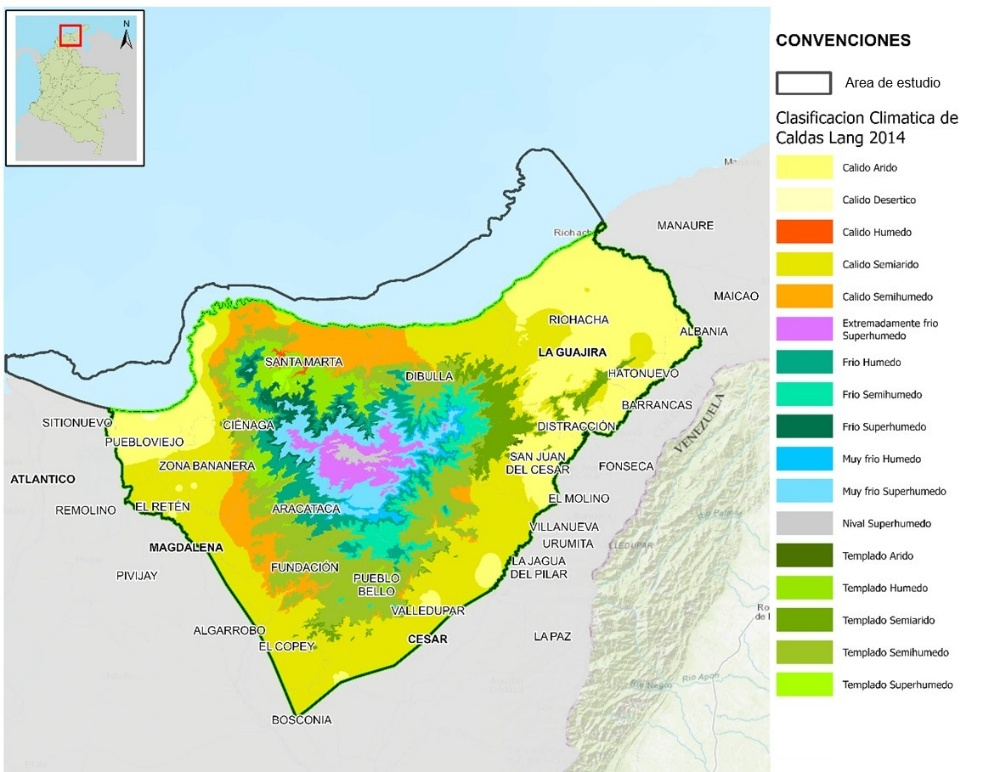 N
CONVENCIONES
Area de estudio
Clasificacion Climatica de
Caldas Lang 2014
Calido Arido
Calido Desertico
Calido Humedo
Calido Semiarido
Calido Semihumedo
Extremadamente frio
Superhumedo
Frio Humedo
Frio Semihumedo
Frio Superhumedo
Muy frio Humedo
Muy frio Superhumedo
Nival Superhumedo
Templado Arido
Templado Humedo
Templado Semiarido
Templado Semihumedo
Templado Superhumedo
MANAURE
MAICAO
RIOHACHA
ALBANIA
LA GUAJIRA
SANTA MARTA
DIBULLA
HATONUEVO
BARRANCAS
SITIONUEVO
CIÉNAGA
DISTRACCIÓN
PUEBLOVIEJO
VENEZUELA
ZONA BANANERA
SAN JUAN
DEL CESAR
FONSECA
ATLANTICO
EL MOLINO
REMOLINO
EL RETÉN
ARACATACA
VILLANUEVA
URUMITA
MAGDALENA
LA JAGUA
DEL PILAR
PIVIJAY
FUNDACIÓN
PUEBLO
BELLO
VALLEDUPAR
ALGARROBO
EL COPEY
CESAR
LA PAZ
Río Negro
Río Apón
BOSCONIA